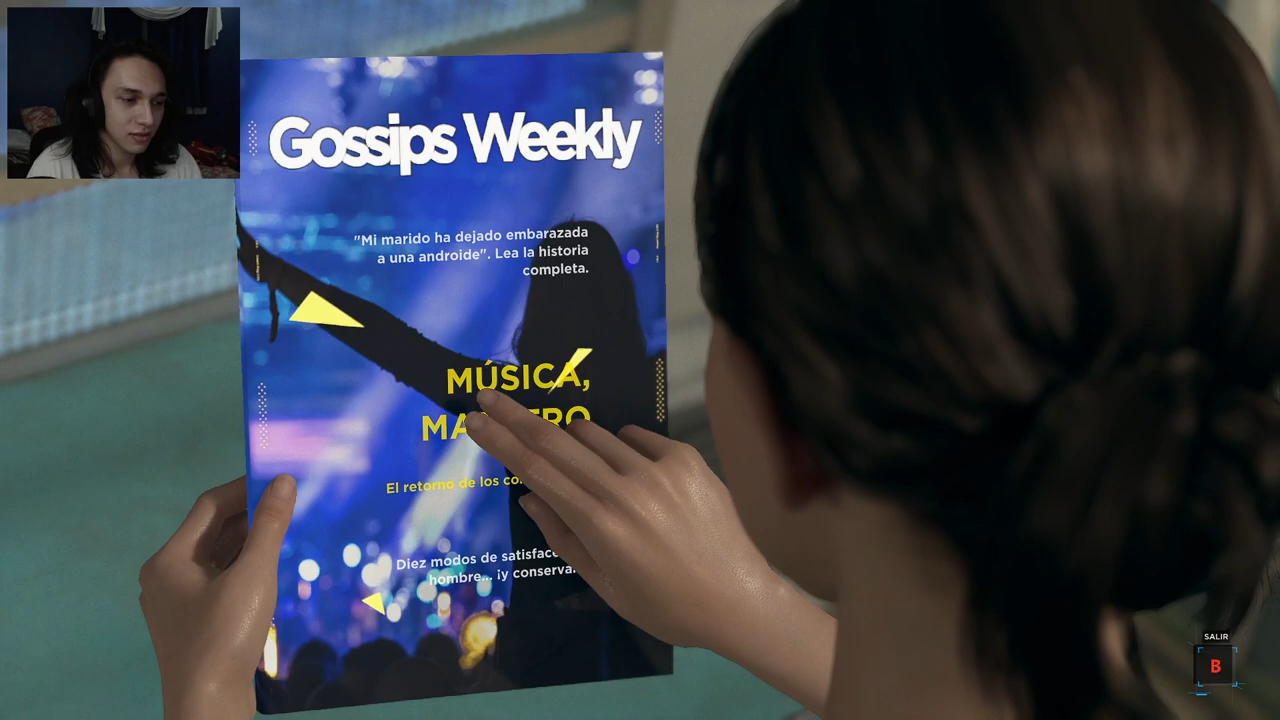 Gossips Weekly
"Mi marido ha dejado embarazada
a una androide". Lea la historia
completa.
MÚSICA,
El retorno de los
Diez modos de
hombre... ¡y
SALIR
B